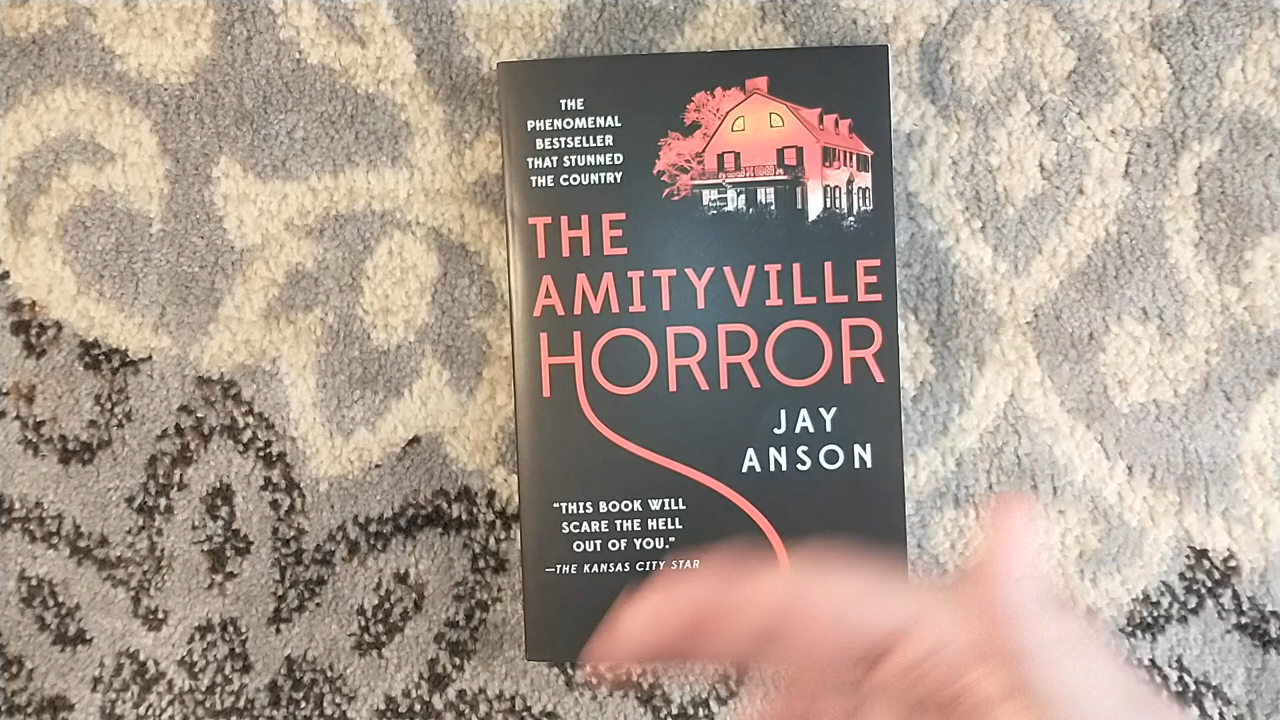 THE
PHENOMENAL
BESTSELLER
THAT STUNNED
THE COUNTRY
THE
AMITYVILLE
HORROR
JAY
ANSON
“THIS BOOK WILL
SCARE THE HELL
OUT OF YOU.”
—THE KANSAS CITY STAR